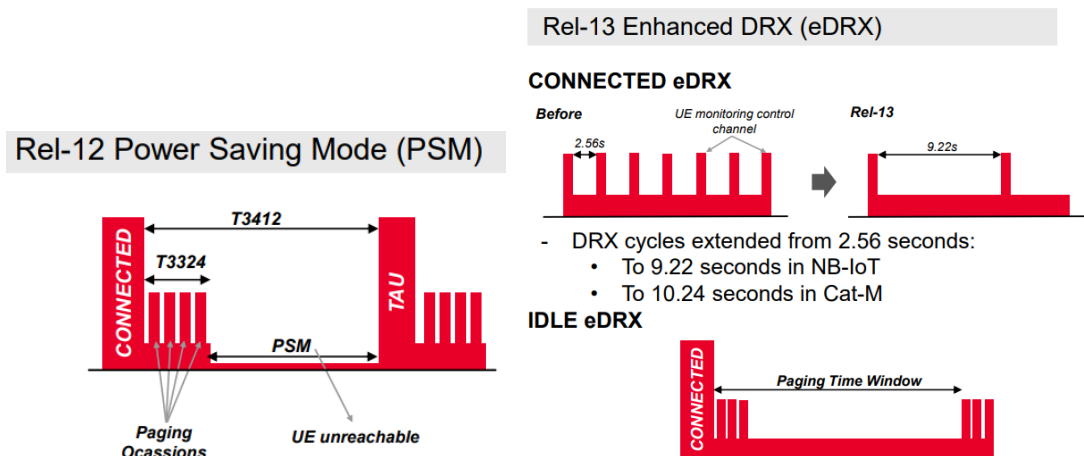 Rel-12 Power Saving Mode (PSM)
T3412
T3324
CONNECTED
TAU
PSM
Paging
Ocassions
UE unreachable
Rel-13 Enhanced DRX (eDRX)
CONNECTED eDRX
Before
UE monitoring control
channel
Rel-13
2.56s
9.22s
- DRX cycles extended from 2.56 seconds:
• To 9.22 seconds in NB-IoT
• To 10.24 seconds in Cat-M
IDLE eDRX
CONNECTED
Paging Time Window